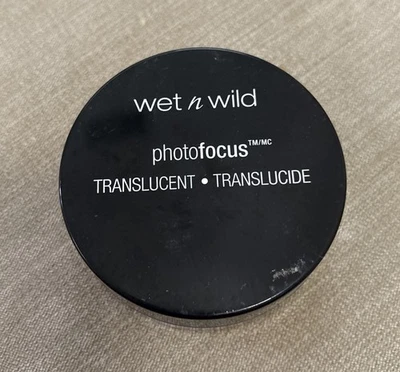 wet n wild
photofocus™/MC
TRANSLUCENT • TRANSLUCIDE